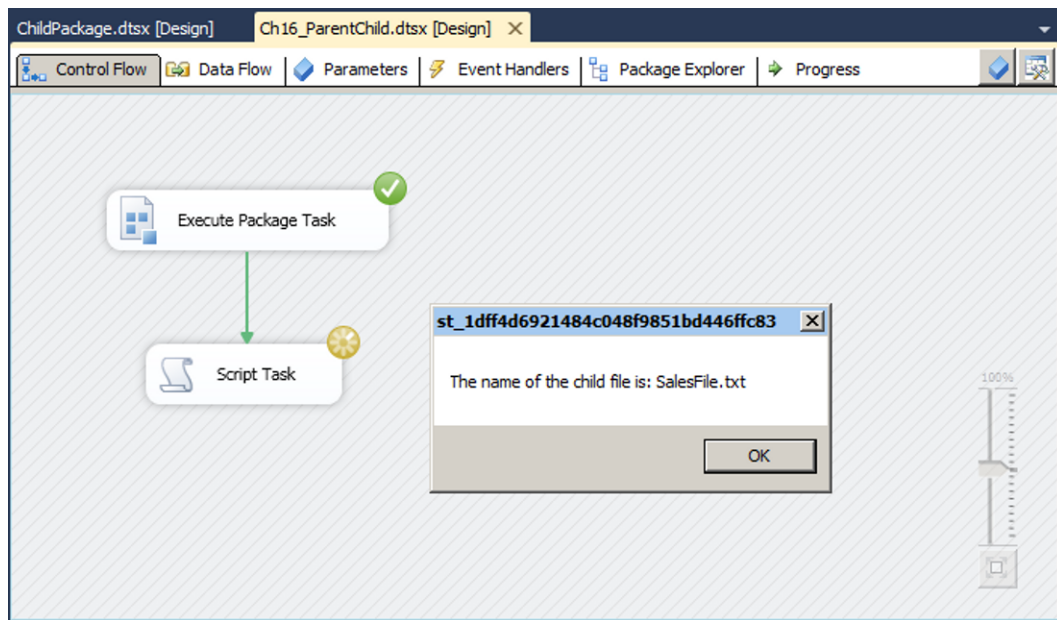 ChildPackage.dtsx [Design] Ch16_ParentChild.dtsx [Design]
Control Flow Data Flow Parameters Event Handlers Package Explorer Progress
Execute Package Task
st_1dff4d6921484c048f9851bd446ffc83
Script Task
The name of the child file is: SalesFile.txt
100%
OK